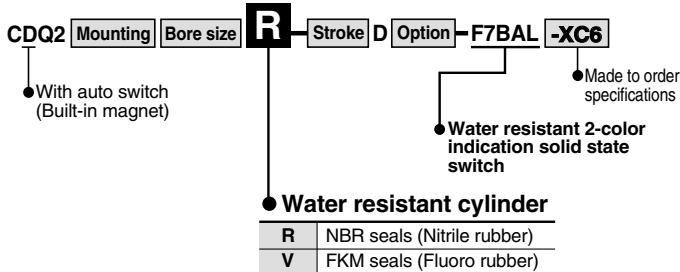 CDQ2 Mounting Bore size R Stroke D Option F7BAL -XC6
With auto switch
(Built-in magnet)
Made to order
specifications
Water resistant 2-color
indication solid state
switch
Water resistant cylinder
R NBR seals (Nitrile rubber)
V FKM seals (Fluoro rubber)